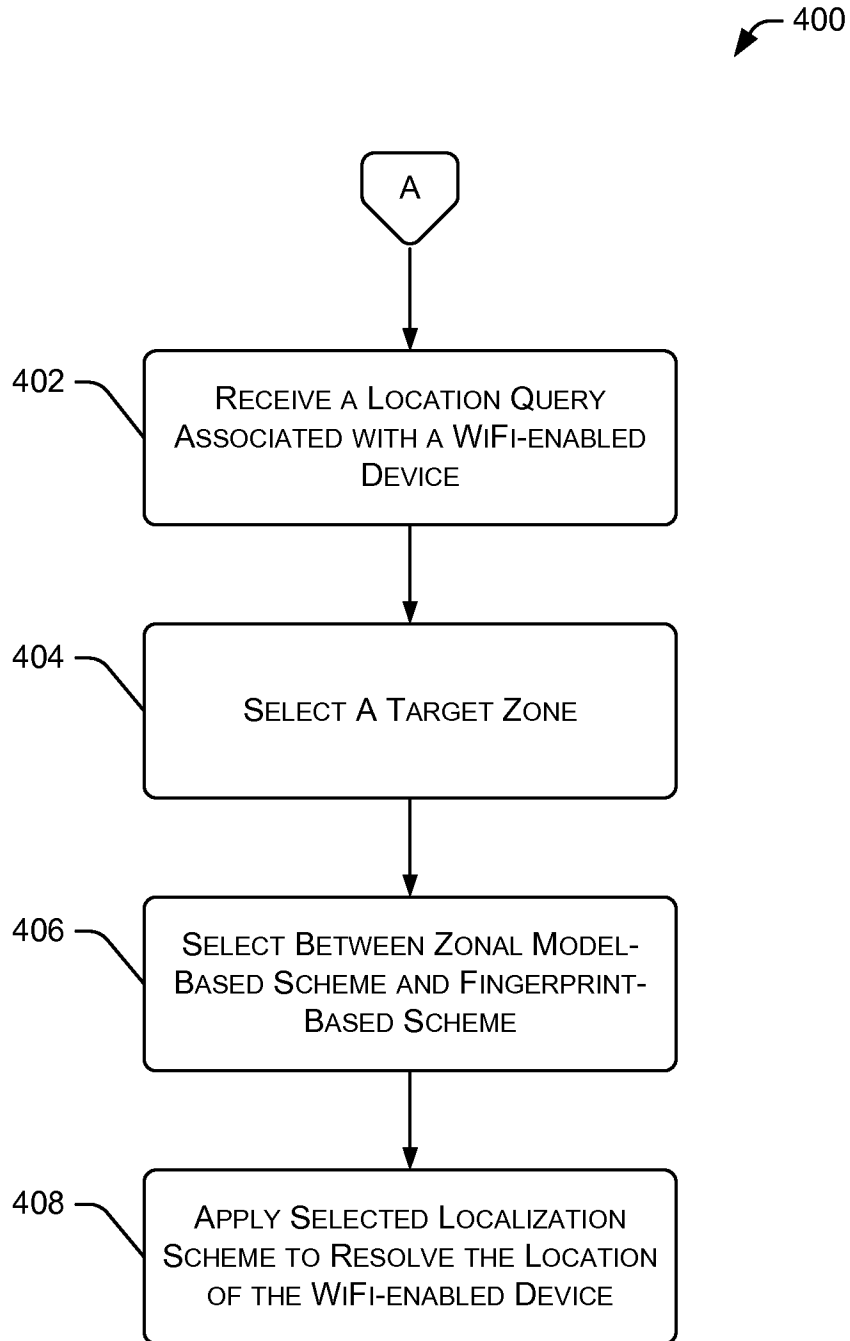 400
A
402
RECEIVE A LOCATION QUERY
ASSOCIATED WITH A WIFI-ENABLED
DEVICE
404
SELECT A TARGET ZONE
406
SELECT BETWEEN ZONAL MODEL-
BASED SCHEME AND FINGERPRINT-
BASED SCHEME
408
APPLY SELECTED LOCALIZATION
SCHEME TO RESOLVE THE LOCATION
OF THE WIFI-ENABLED DEVICE